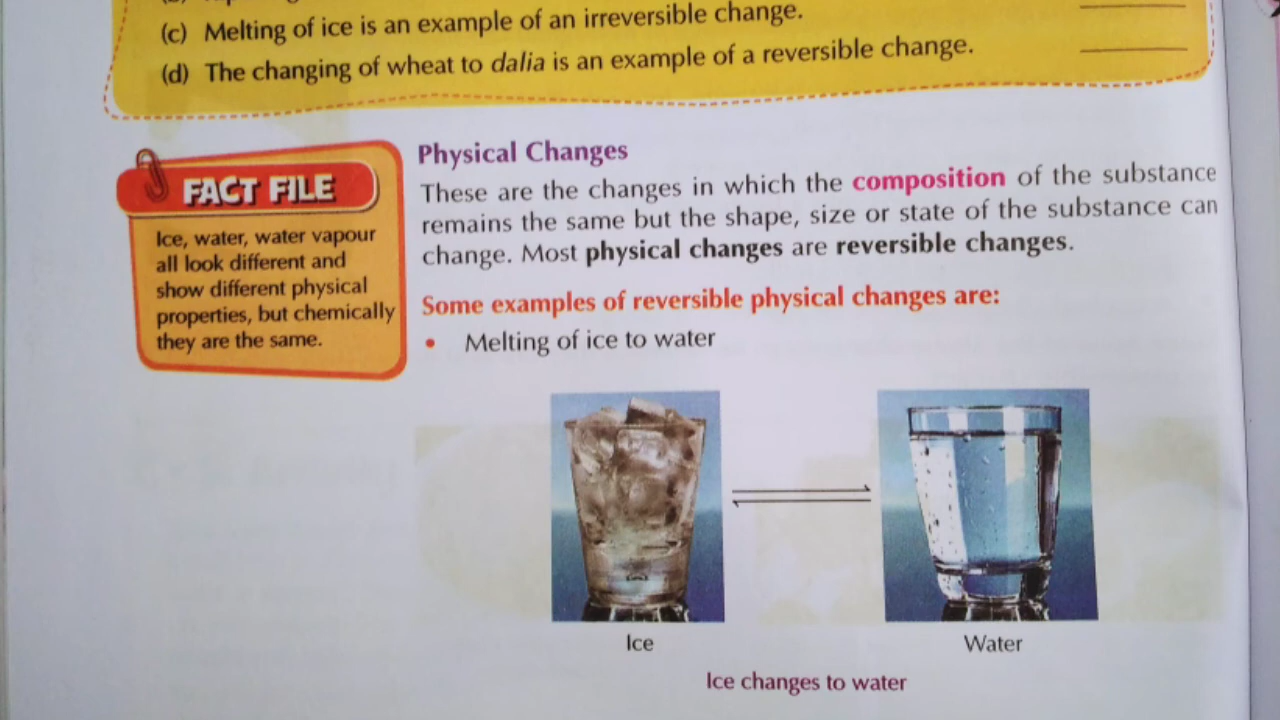 (c) Melting of ice is an example of an irreversible change.
(d) The changing of wheat to dalia is an example of a reversible change.
FACT FILE
Ice, water, water vapour
all look different and
show different physical
properties, but chemically
they are the same.
Physical Changes
These are the changes in which the composition of the substance
remains the same but the shape, size or state of the substance can
change. Most physical changes are reversible changes.
Some examples of reversible physical changes are:
• Melting of ice to water
Ice
Water
Ice changes to water